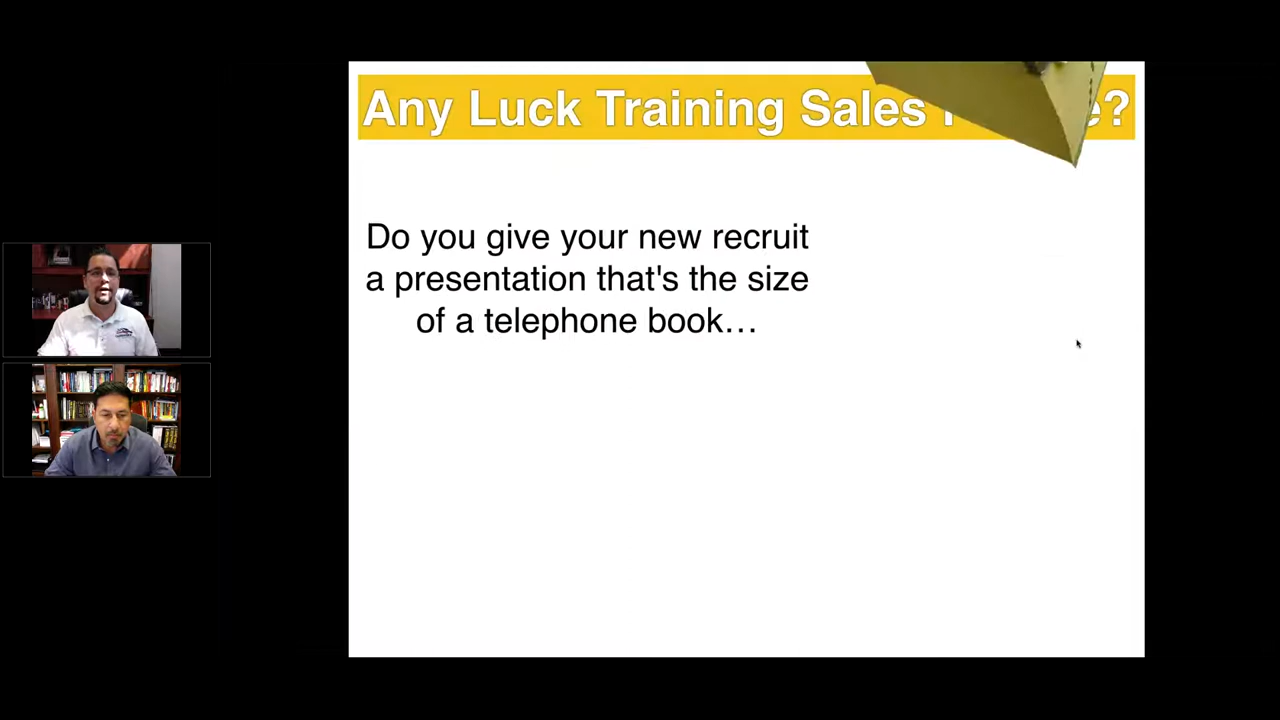 Any Luck Training Sales
Do you give your new recruit
a presentation that's the size
of a telephone book…